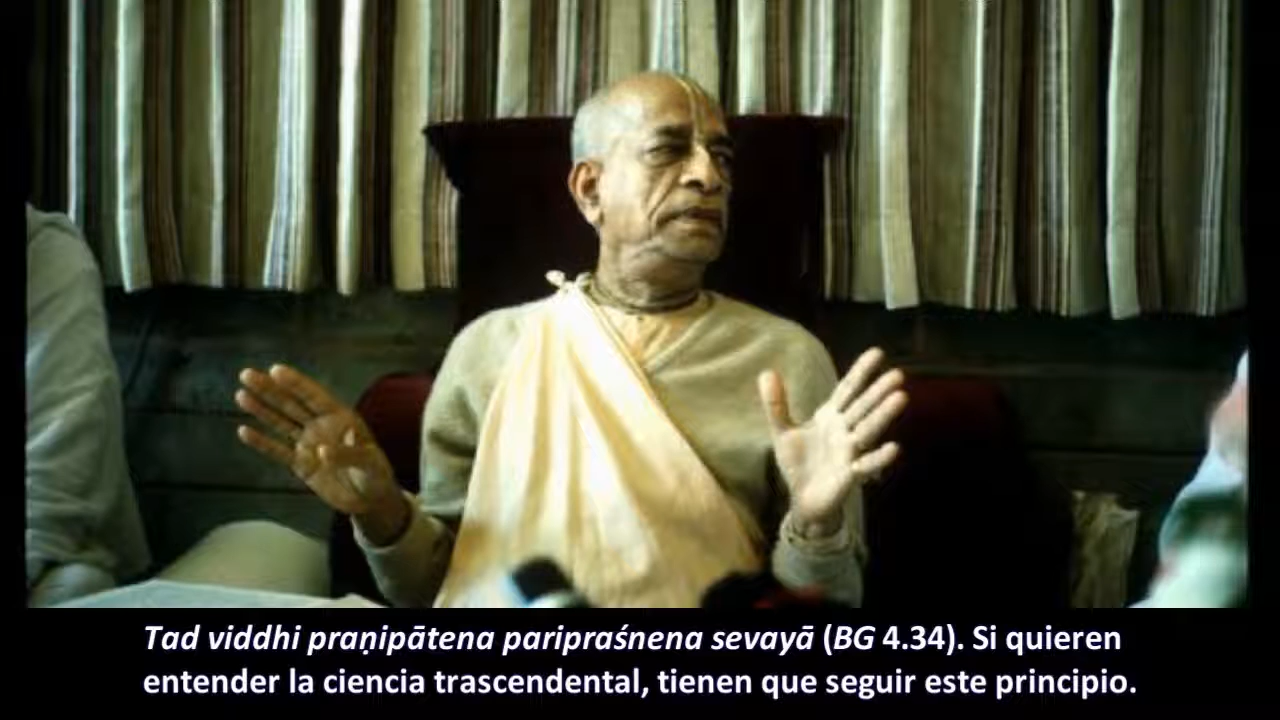 Tad viddhi praṇipātena paripraśnena sevayā (BG 4.34). Si quieren
entender la ciencia trascendental, tienen que seguir este principio.